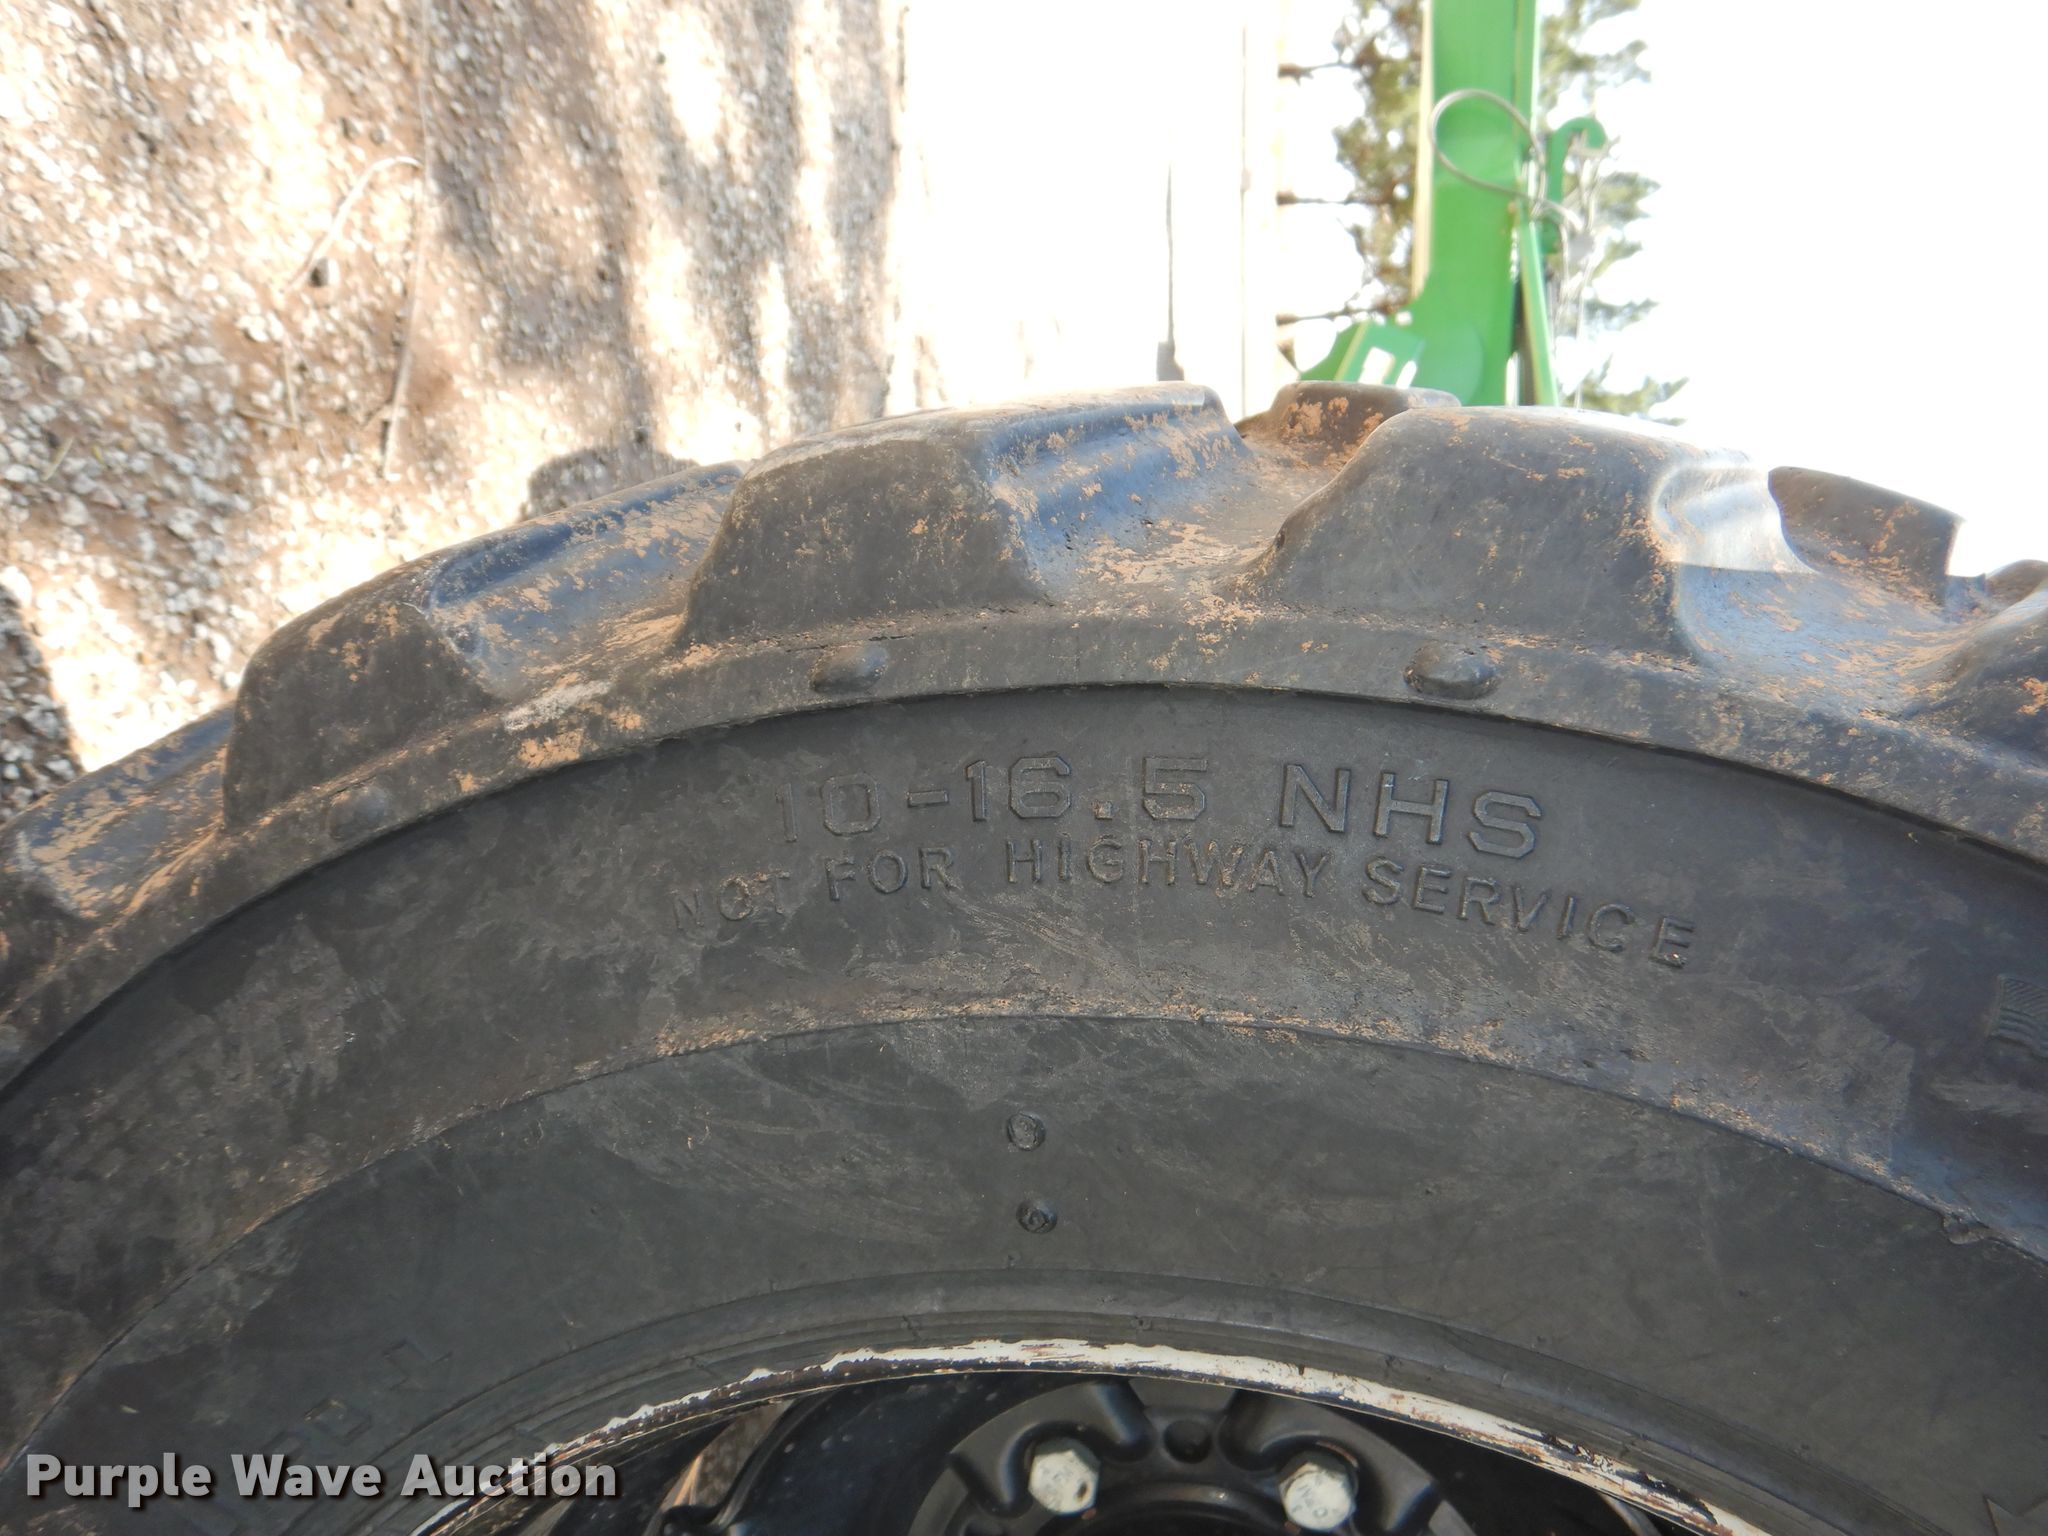 10-16.5 NHS
NOT FOR HIGHWAY SERVICE
Purple Wave Auction